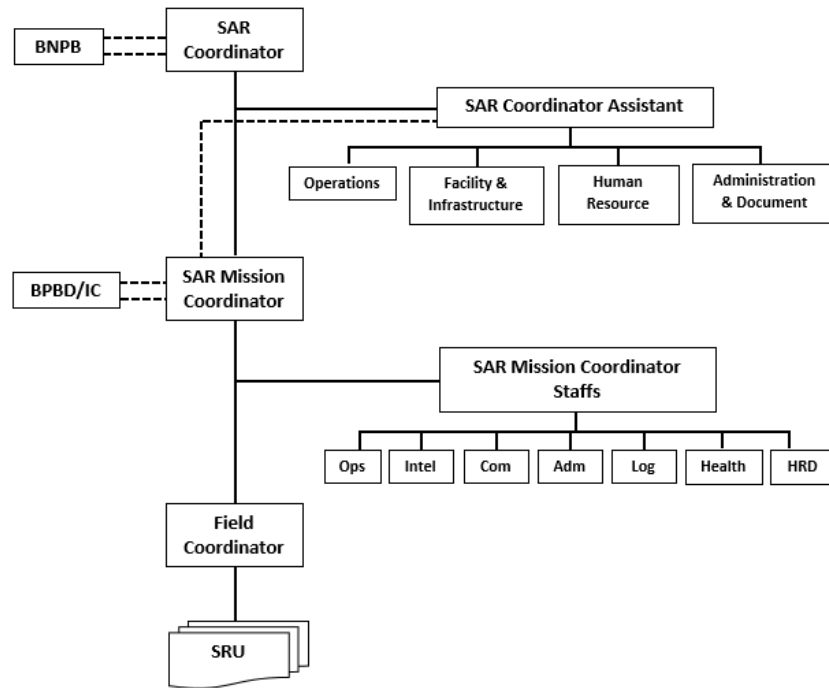 SAR
Coordinator
BNPB
SAR Coordinator Assistant
Operations
Facility &
Infrastructure
Human
Resource
Administration
& Document
SAR Mission
Coordinator
BPBD/IC
SAR Mission Coordinator
Staffs
Ops
Intel
Com
Adm
Log
Health
HRD
Field
Coordinator
SRU